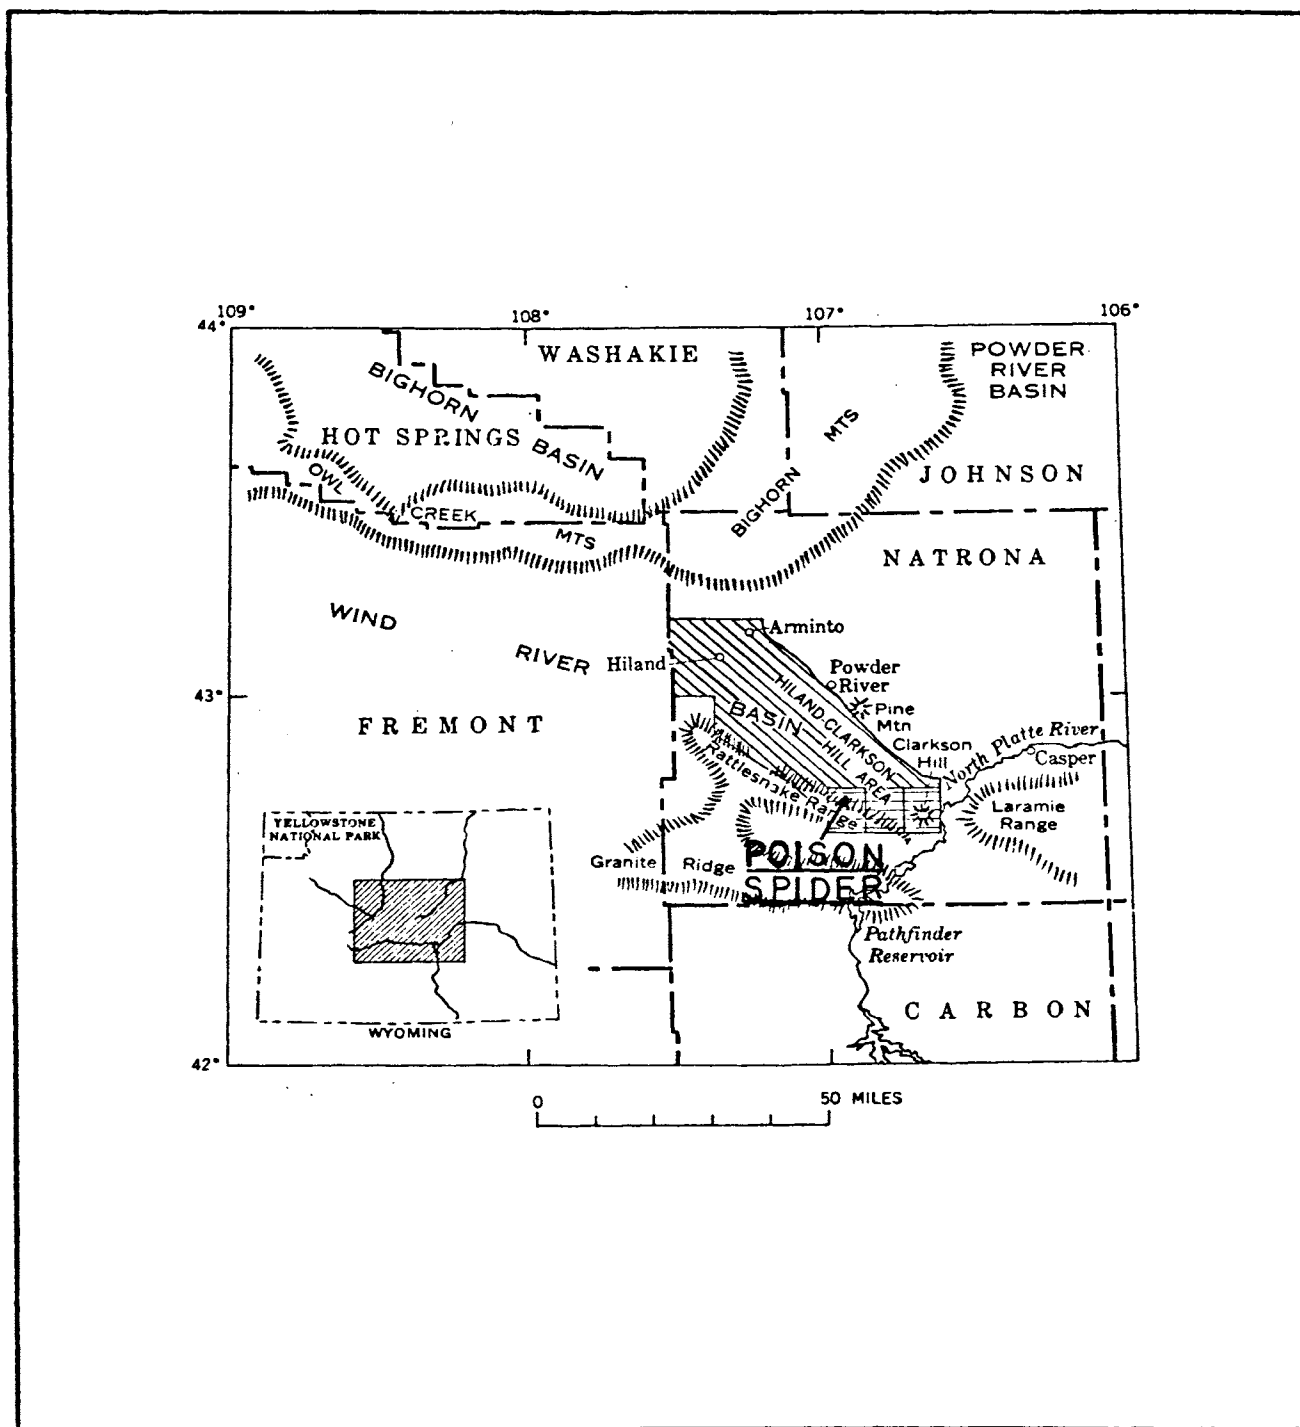 109°
108°
107°
106°
44°
WASHAKIE
POWDER
RIVER
BASIN
BIGHORN
BASIN
MTS
HOT SPRINGS
OWL
CREEK
MTS
BIGHORN
JOHNSON
NATRONA
WIND
RIVER
Arminto
Hiland
Powder
River
43°
HILAND-CLARKSON
HILL AREA
BASIN
Pine
Mtn
FREMONT
Clarkson
Hill
North Platte River
Casper
Rattlesnake Range
Laramie
Range
YELLOWSTONE
NATIONAL PARK
Granite Ridge
POISON
SPIDER
Pathfinder
Reservoir
CARBON
WYOMING
42°
0
50 MILES